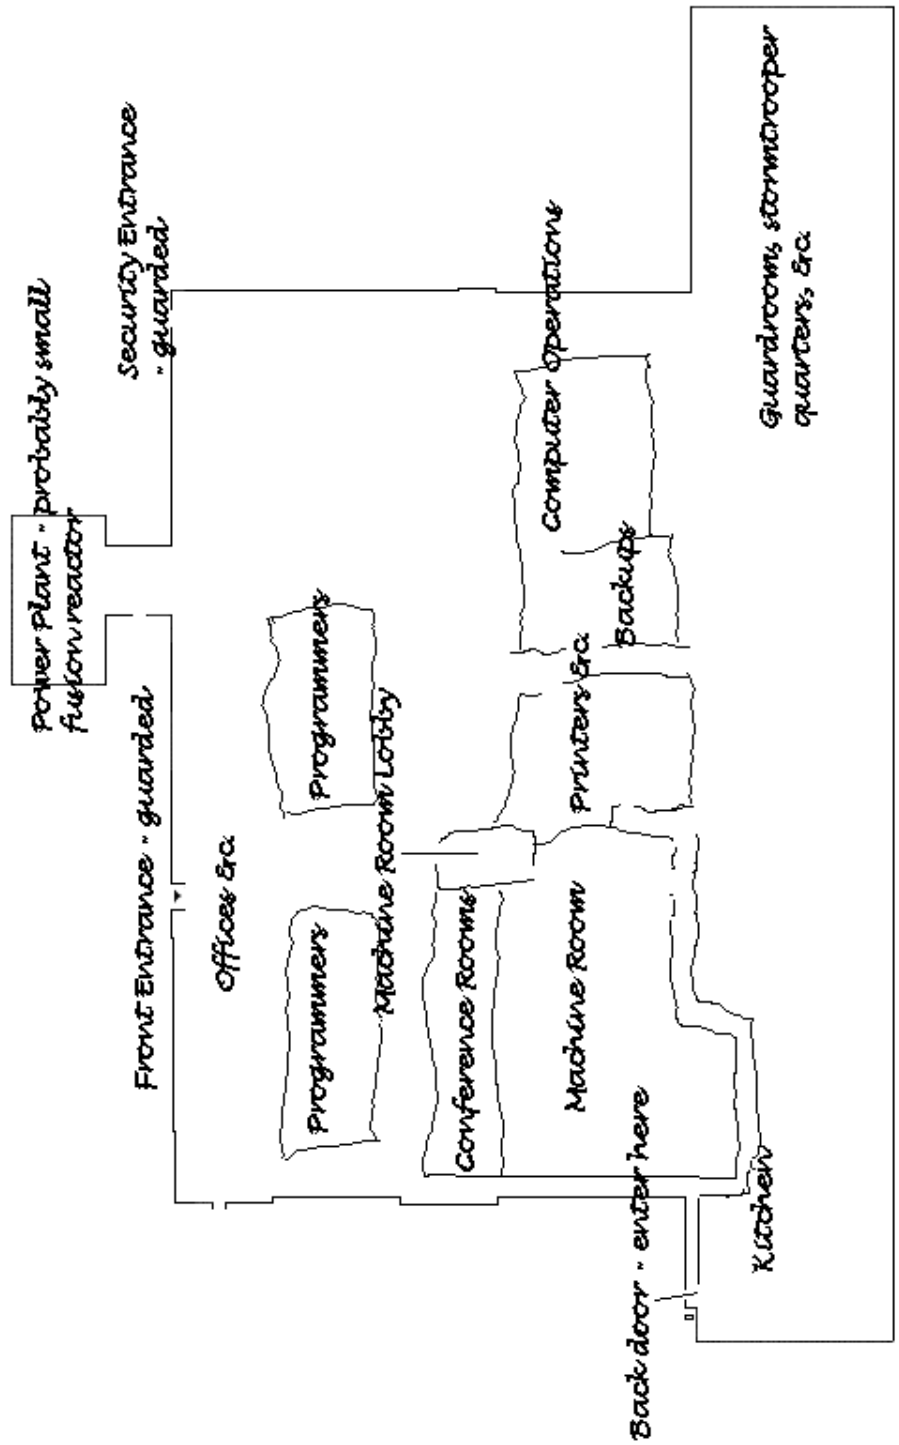 Power Plant - probably small
fusion reactor
Security Entrance
- guarded
Front Entrance - guarded
Offices &c.
Programmers
Programmers
Machine Room Lobby
Conference Rooms
Computer Operations
Machine Room
Printers &c.
Backups
Back door - enter here
Kitchen
Guardroom, stormtrooper
quarters, &c.